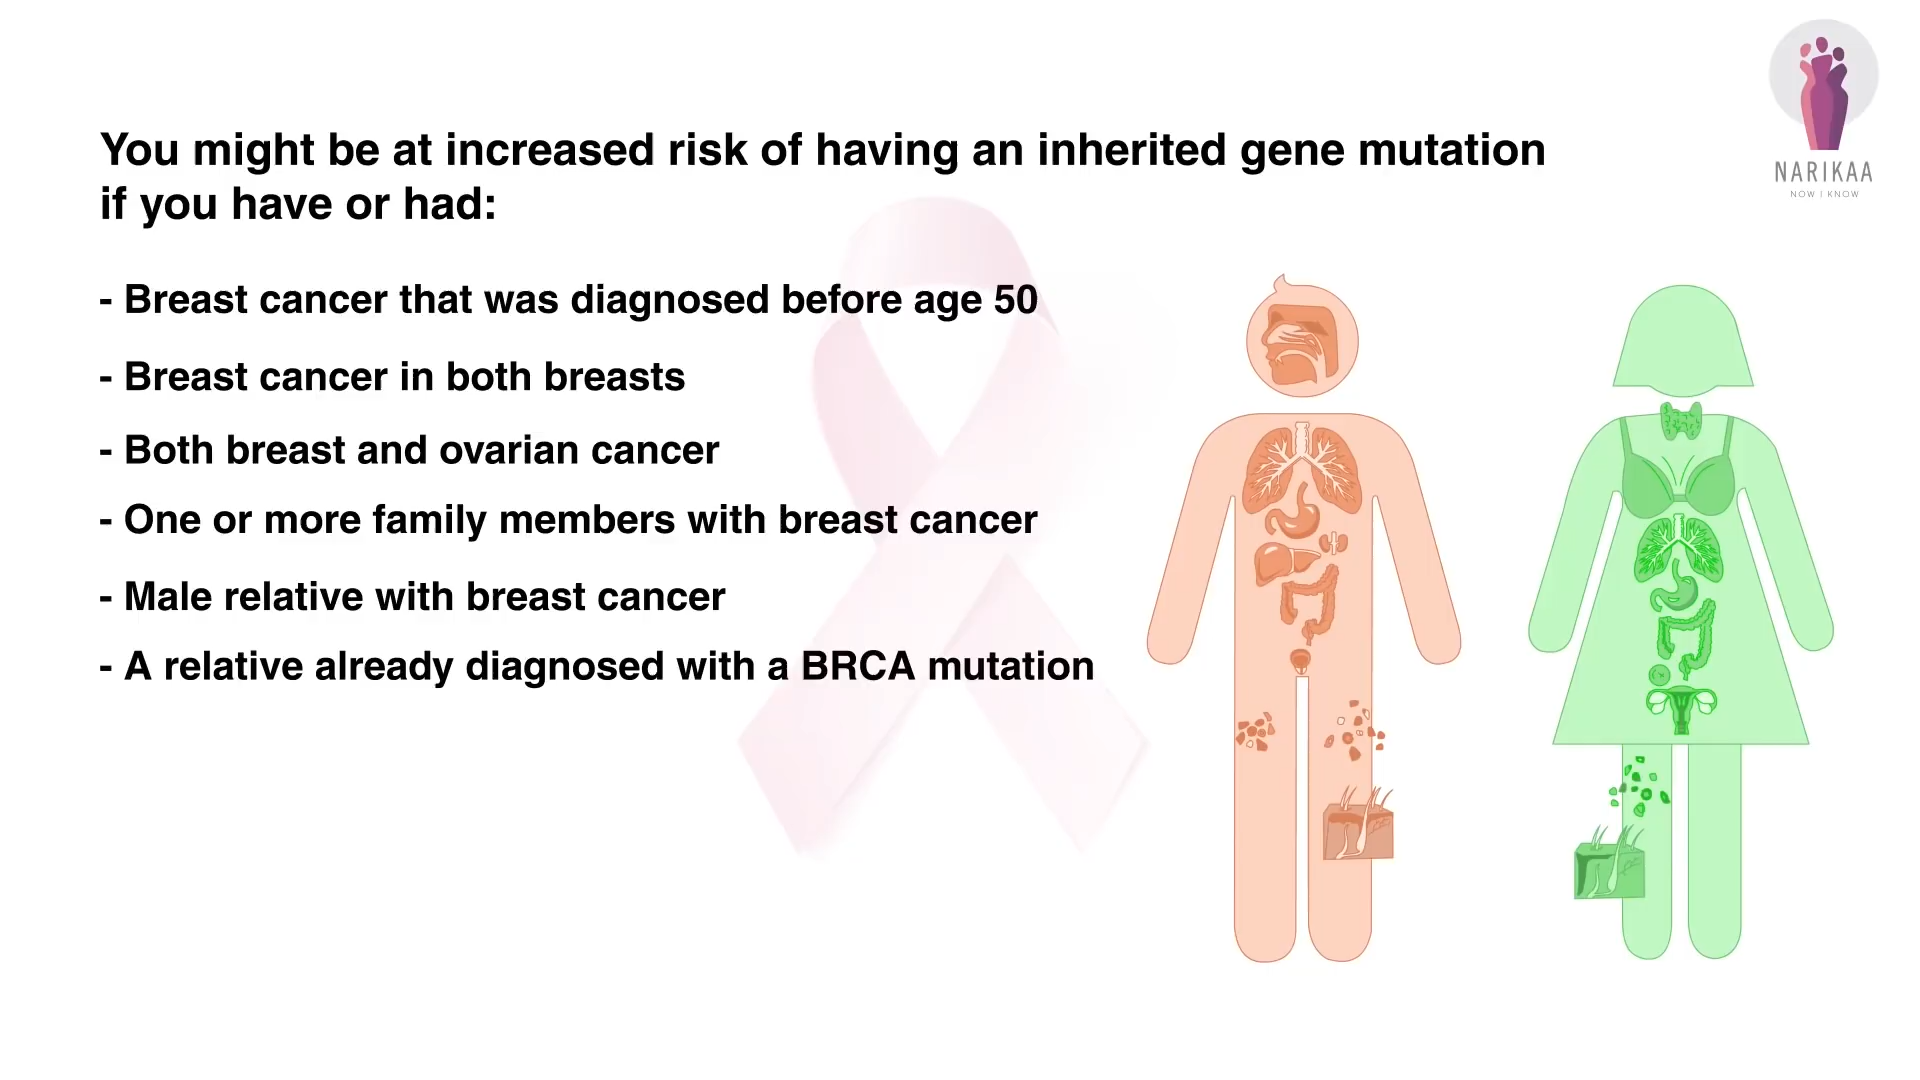 NARIKAA
NOW I KNOW
You might be at increased risk of having an inherited gene mutation
if you have or had:
- Breast cancer that was diagnosed before age 50
- Breast cancer in both breasts
- Both breast and ovarian cancer
- One or more family members with breast cancer
- Male relative with breast cancer
- A relative already diagnosed with a BRCA mutation